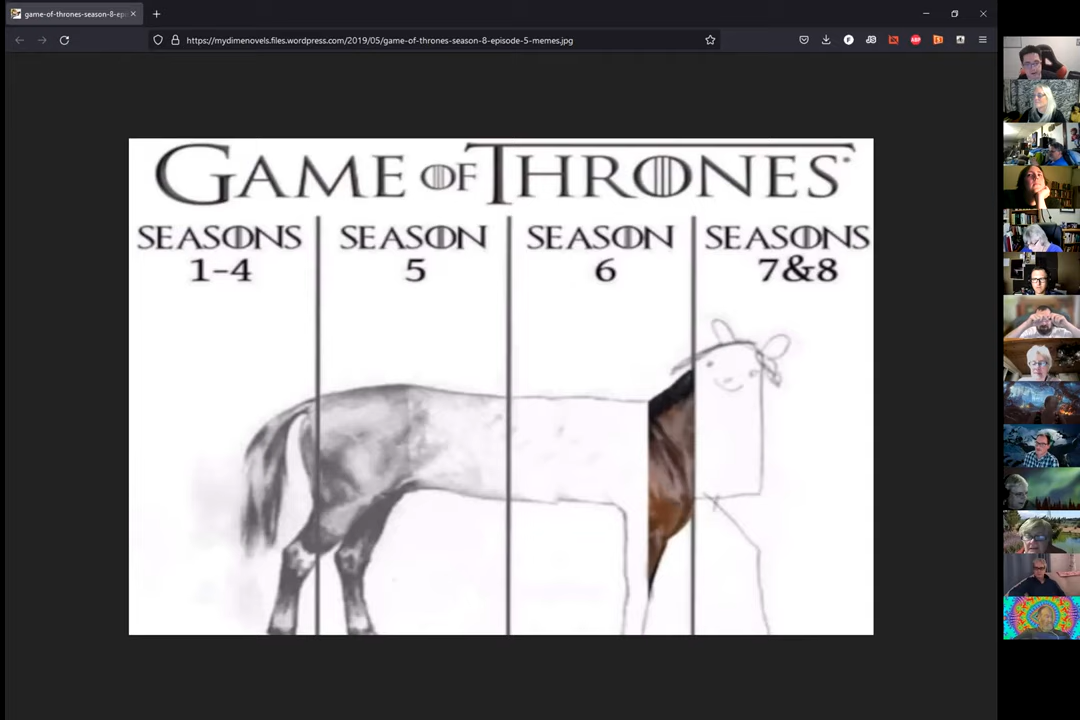 game-of-thrones-season-8-ep
https://mydimenovels.files.wordpress.com/2019/05/game-of-thrones-season-8-episode-5-memes.jpg
GAME OF THRONES
SEASONS
1-4
SEASON
5
SEASON
6
SEASONS
7&8